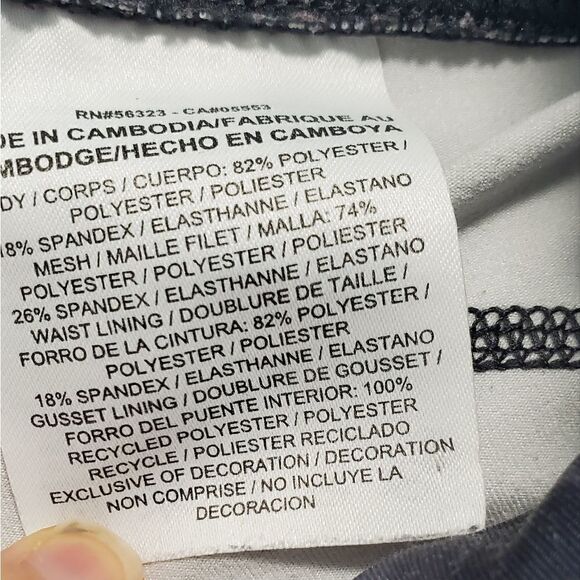 RN#56323 - CA#05553
DE IN CAMBODIA/FABRIQUE AU
MBODGE/HECHO EN CAMBOYA
DY / CORPS / CUERPO: 82% POLYESTER /
POLYESTER / POLIESTER
18% SPANDEX / ELASTHANNE / ELASTANO
MESH / MAILLE FILET / MALLA: 74%
POLYESTER / POLYESTER / POLIESTER
26% SPANDEX / ELASTHANNE / ELASTANO
WAIST LINING / DOUBLURE DE TAILLE /
FORRO DE LA CINTURA: 82% POLYESTER /
POLYESTER / POLIESTER
18% SPANDEX / ELASTHANNE / ELASTANO
GUSSET LINING / DOUBLURE DE GOUSSET /
FORRO DEL PUENTE INTERIOR: 100%
RECYCLED POLYESTER / POLYESTER
RECYCLE / POLIESTER RECICLADO
EXCLUSIVE OF DECORATION / DECORATION
NON COMPRISE / NO INCLUYE LA
DECORACION